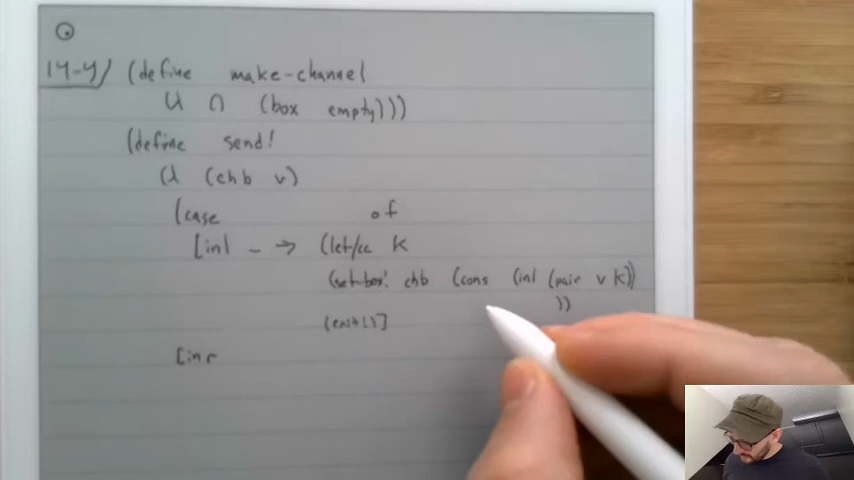 14-4/ (define make-channel
(λ () (box empty)))
(define send!
(λ (chb v)
(case of
[inl _ → (let/cc k
(set-box! chb (cons (inl (pair v k))
))
(exit!)]
[inr